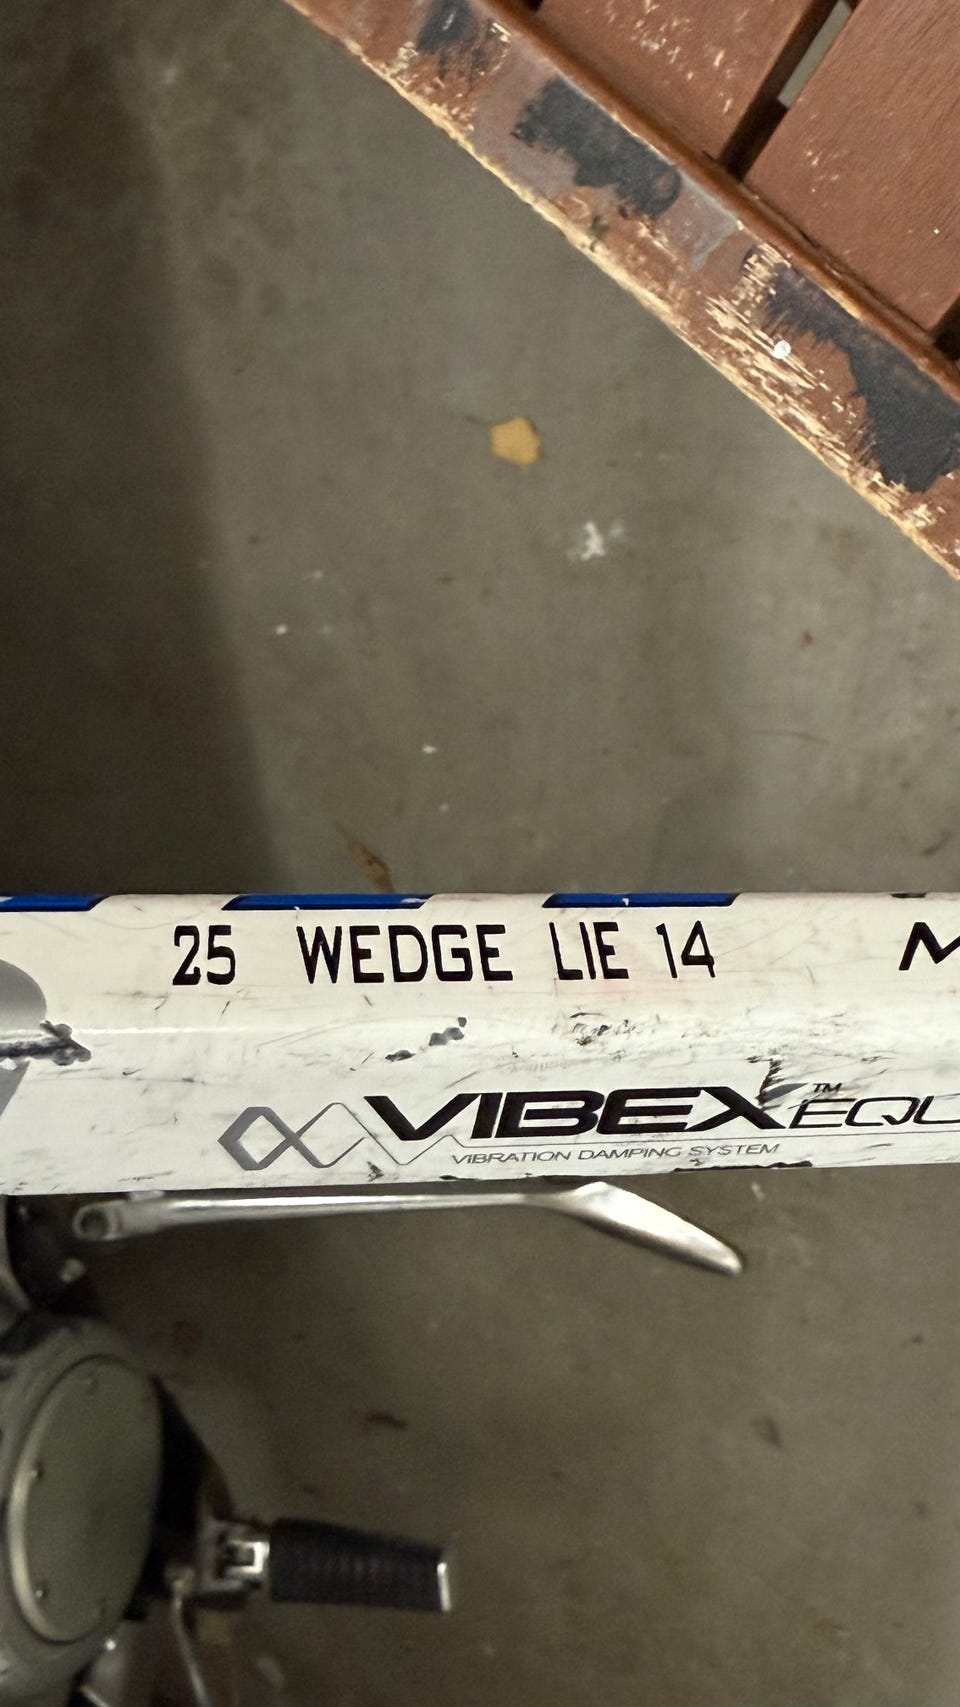 25 WEDGE LIE 14
VIBEX™
VIBRATION DAMPING SYSTEM